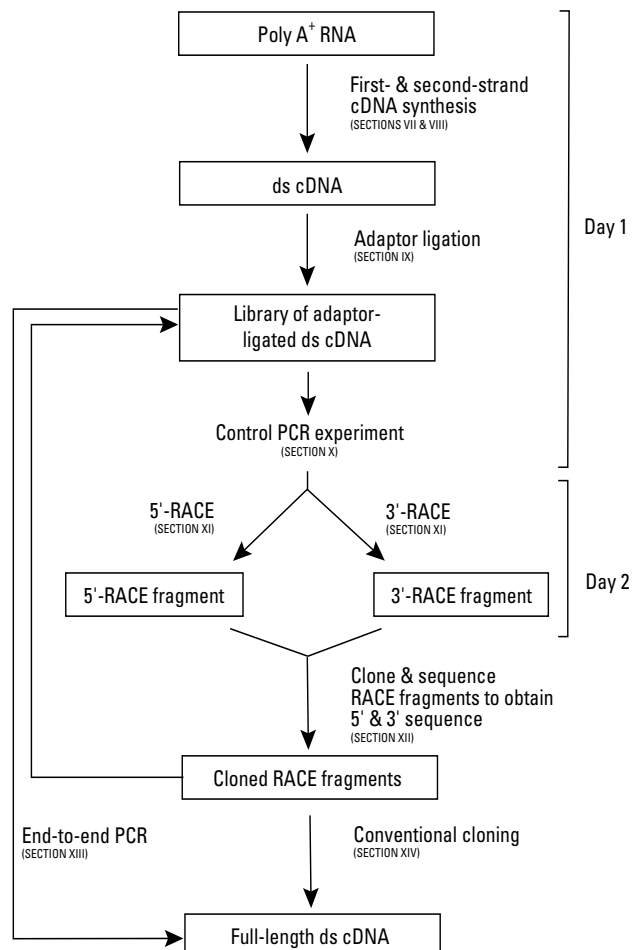 Poly A+ RNA
First- & second-strand
cDNA synthesis
(SECTIONS VII & VIII)
ds cDNA
Adaptor ligation
(SECTION IX)
Day 1
Library of adaptor-
ligated ds cDNA
Control PCR experiment
(SECTION X)
5'-RACE
(SECTION XI)
3'-RACE
(SECTION XI)
5'-RACE fragment
3'-RACE fragment
Day 2
Clone & sequence
RACE fragments to obtain
5' & 3' sequence
(SECTION XII)
Cloned RACE fragments
End-to-end PCR
(SECTION XIII)
Conventional cloning
(SECTION XIV)
Full-length ds cDNA